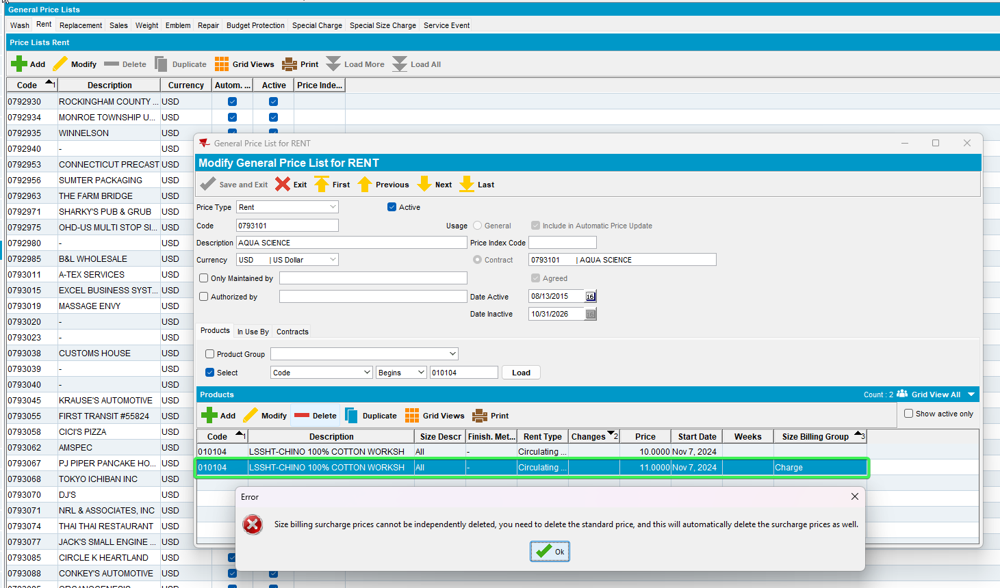 General Price Lists
Wash Rent Replacement Sales Weight Emblem Repair Budget Protection Special Charge Special Size Charge Service Event
Price Lists Rent
Add Modify Delete Duplicate Grid Views Print Load More Load All
Code 1 Description Currency Autom. ... Active Price Inde...
0792930 ROCKINGHAM COUNTY ... USD
0792934 MONROE TOWNSHIP U... USD
0792935 WINNELSON USD
0792940 - USD
0792953 CONNECTICUT PRECAST USD
0792956 SUMTER PACKAGING USD
0792963 THE FARM BRIDGE USD
0792971 SHARKY'S PUB & GRUB USD
0792975 OHD-US MULTI STOP SI... USD
0792980 - USD
0792985 B&L WHOLESALE USD
0793011 A-TEX SERVICES USD
0793015 EXCEL BUSINESS SYST... USD
0793019 MASSAGE ENVY USD
0793020 - USD
0793023 - USD
0793038 CUSTOMS HOUSE USD
0793039 - USD
0793040 - USD
0793045 KRAUSE'S AUTOMOTIVE USD
0793055 FIRST TRANSIT #55824 USD
0793058 CICI'S PIZZA USD
0793062 AMSPEC USD
0793067 PJ PIPER PANCAKE HO... USD
0793068 TOKYO ICHIBAN INC USD
0793070 DJ'S USD
0793071 NRL & ASSOCIATES, INC USD
0793074 THAI THAI RESTAURANT USD
0793077 JACK'S SMALL ENGINE ... USD
0793085 CIRCLE K HEARTLAND USD
0793088 CONKEY'S AUTOMOTIVE USD
General Price List for RENT
Modify General Price List for RENT
Save and Exit Exit First Previous Next Last
Price Type Rent Active
Code 0793101 Usage General Include in Automatic Price Update
Description AQUA SCIENCE Price Index Code
Currency USD | US Dollar Contract 0793101 | AQUA SCIENCE
Only Maintained by Agreed
Authorized by Date Active 08/13/2015 16
Date Inactive 10/31/2026 16
Products In Use By Contracts
Product Group
Select Code Begins 010104 Load
Products Count : 2 Grid View All
Add Modify Delete Duplicate Grid Views Print Show active only
Code 1 Description Size Descr Finish. Met... Rent Type Changes 2 Price Start Date Weeks Size Billing Group 3
010104 LSSHT-CHINO 100% COTTON WORKSH All - Circulating ... 10.0000 Nov 7, 2024
010104 LSSHT-CHINO 100% COTTON WORKSH All - Circulating ... 11.0000 Nov 7, 2024 Charge
Error
Size billing surcharge prices cannot be independently deleted, you need to delete the standard price, and this will automatically delete the surcharge prices as well.
Ok